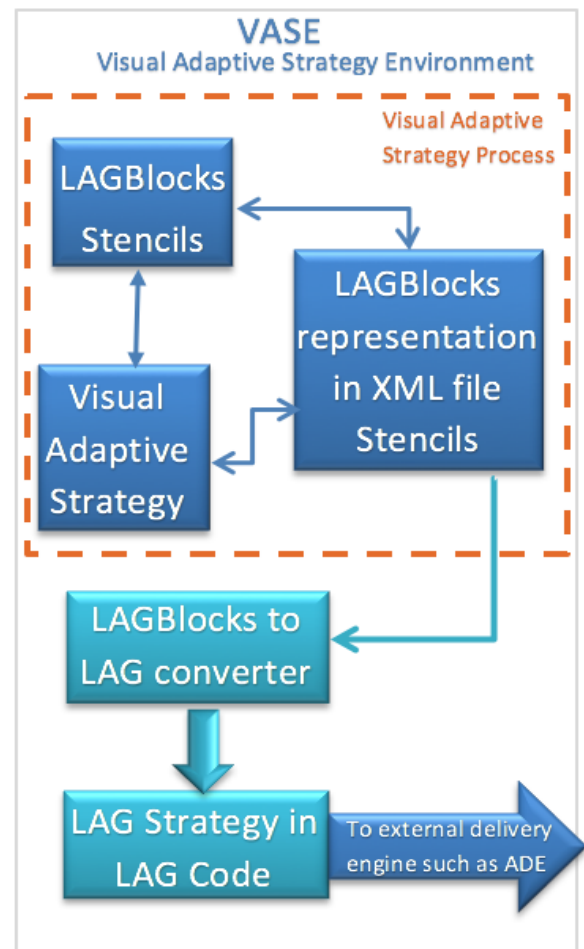 VASE
Visual Adaptive Strategy Environment
Visual Adaptive
Strategy Process
LAGBlocks
Stencils
LAGBlocks
representation
in XML file
Stencils
Visual
Adaptive
Strategy
LAGBlocks to
LAG converter
LAG Strategy in
LAG Code
To external delivery
engine such as ADE